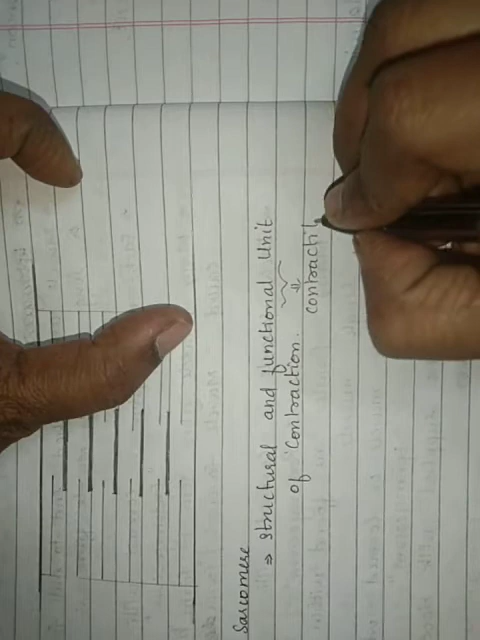 Sarcomere
⇒ structural and functional Unit
of contraction. =
contracti